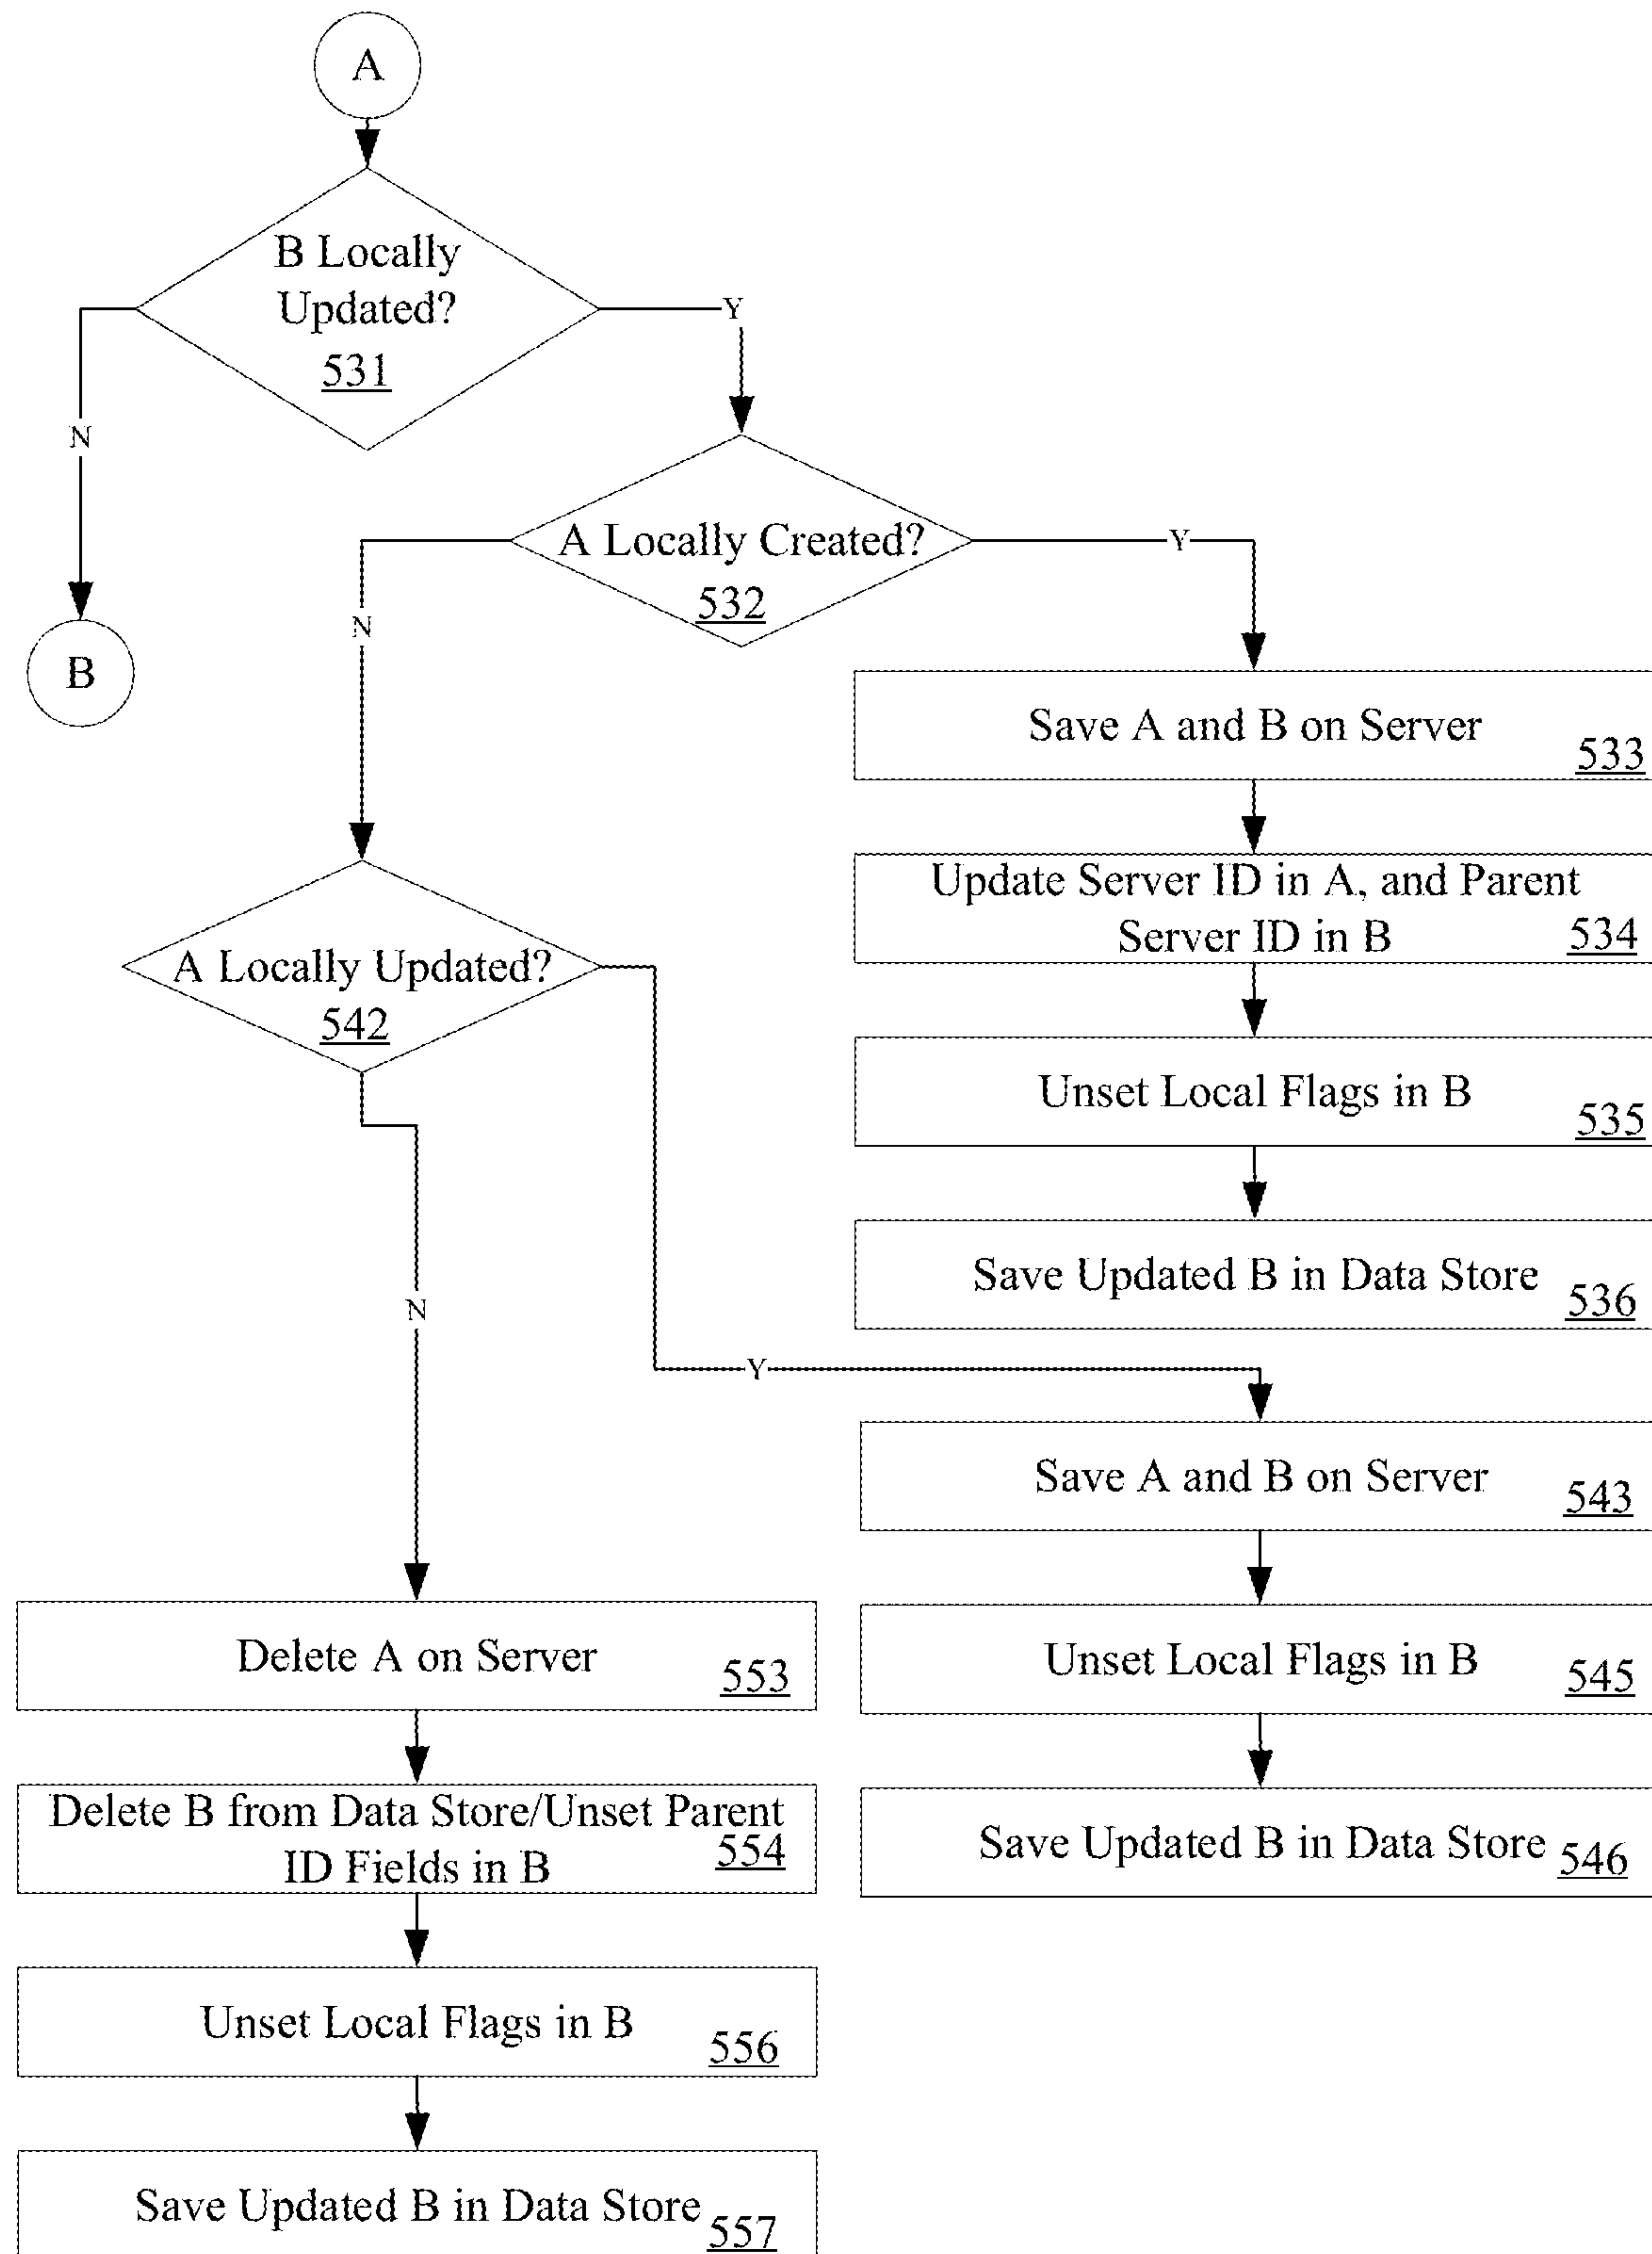 A
B Locally
Updated?
531
Y
N
A Locally Created?
532
Y
N
B
Save A and B on Server
533
Update Server ID in A, and Parent
Server ID in B
534
A Locally Updated?
542
Unset Local Flags in B
535
Save Updated B in Data Store
536
N
Y
Save A and B on Server
543
Unset Local Flags in B
545
Save Updated B in Data Store
546
Delete A on Server
553
Delete B from Data Store/Unset Parent
ID Fields in B
554
Unset Local Flags in B
556
Save Updated B in Data Store
557